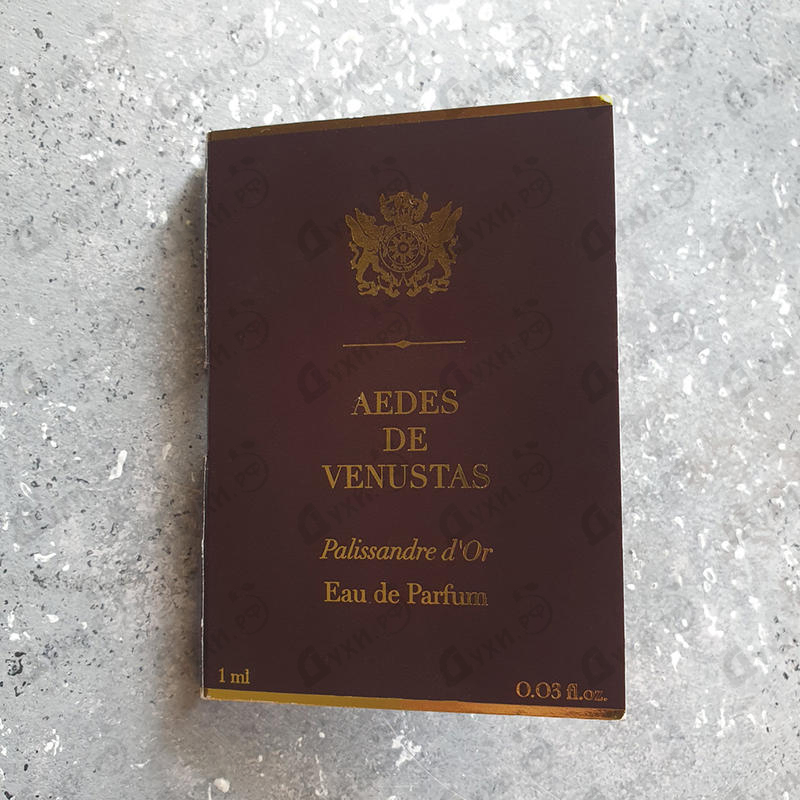 AEDES
DE
VENUSTAS
Palissandre d'Or
Eau de Parfum
1 ml
0.03 fl.oz.